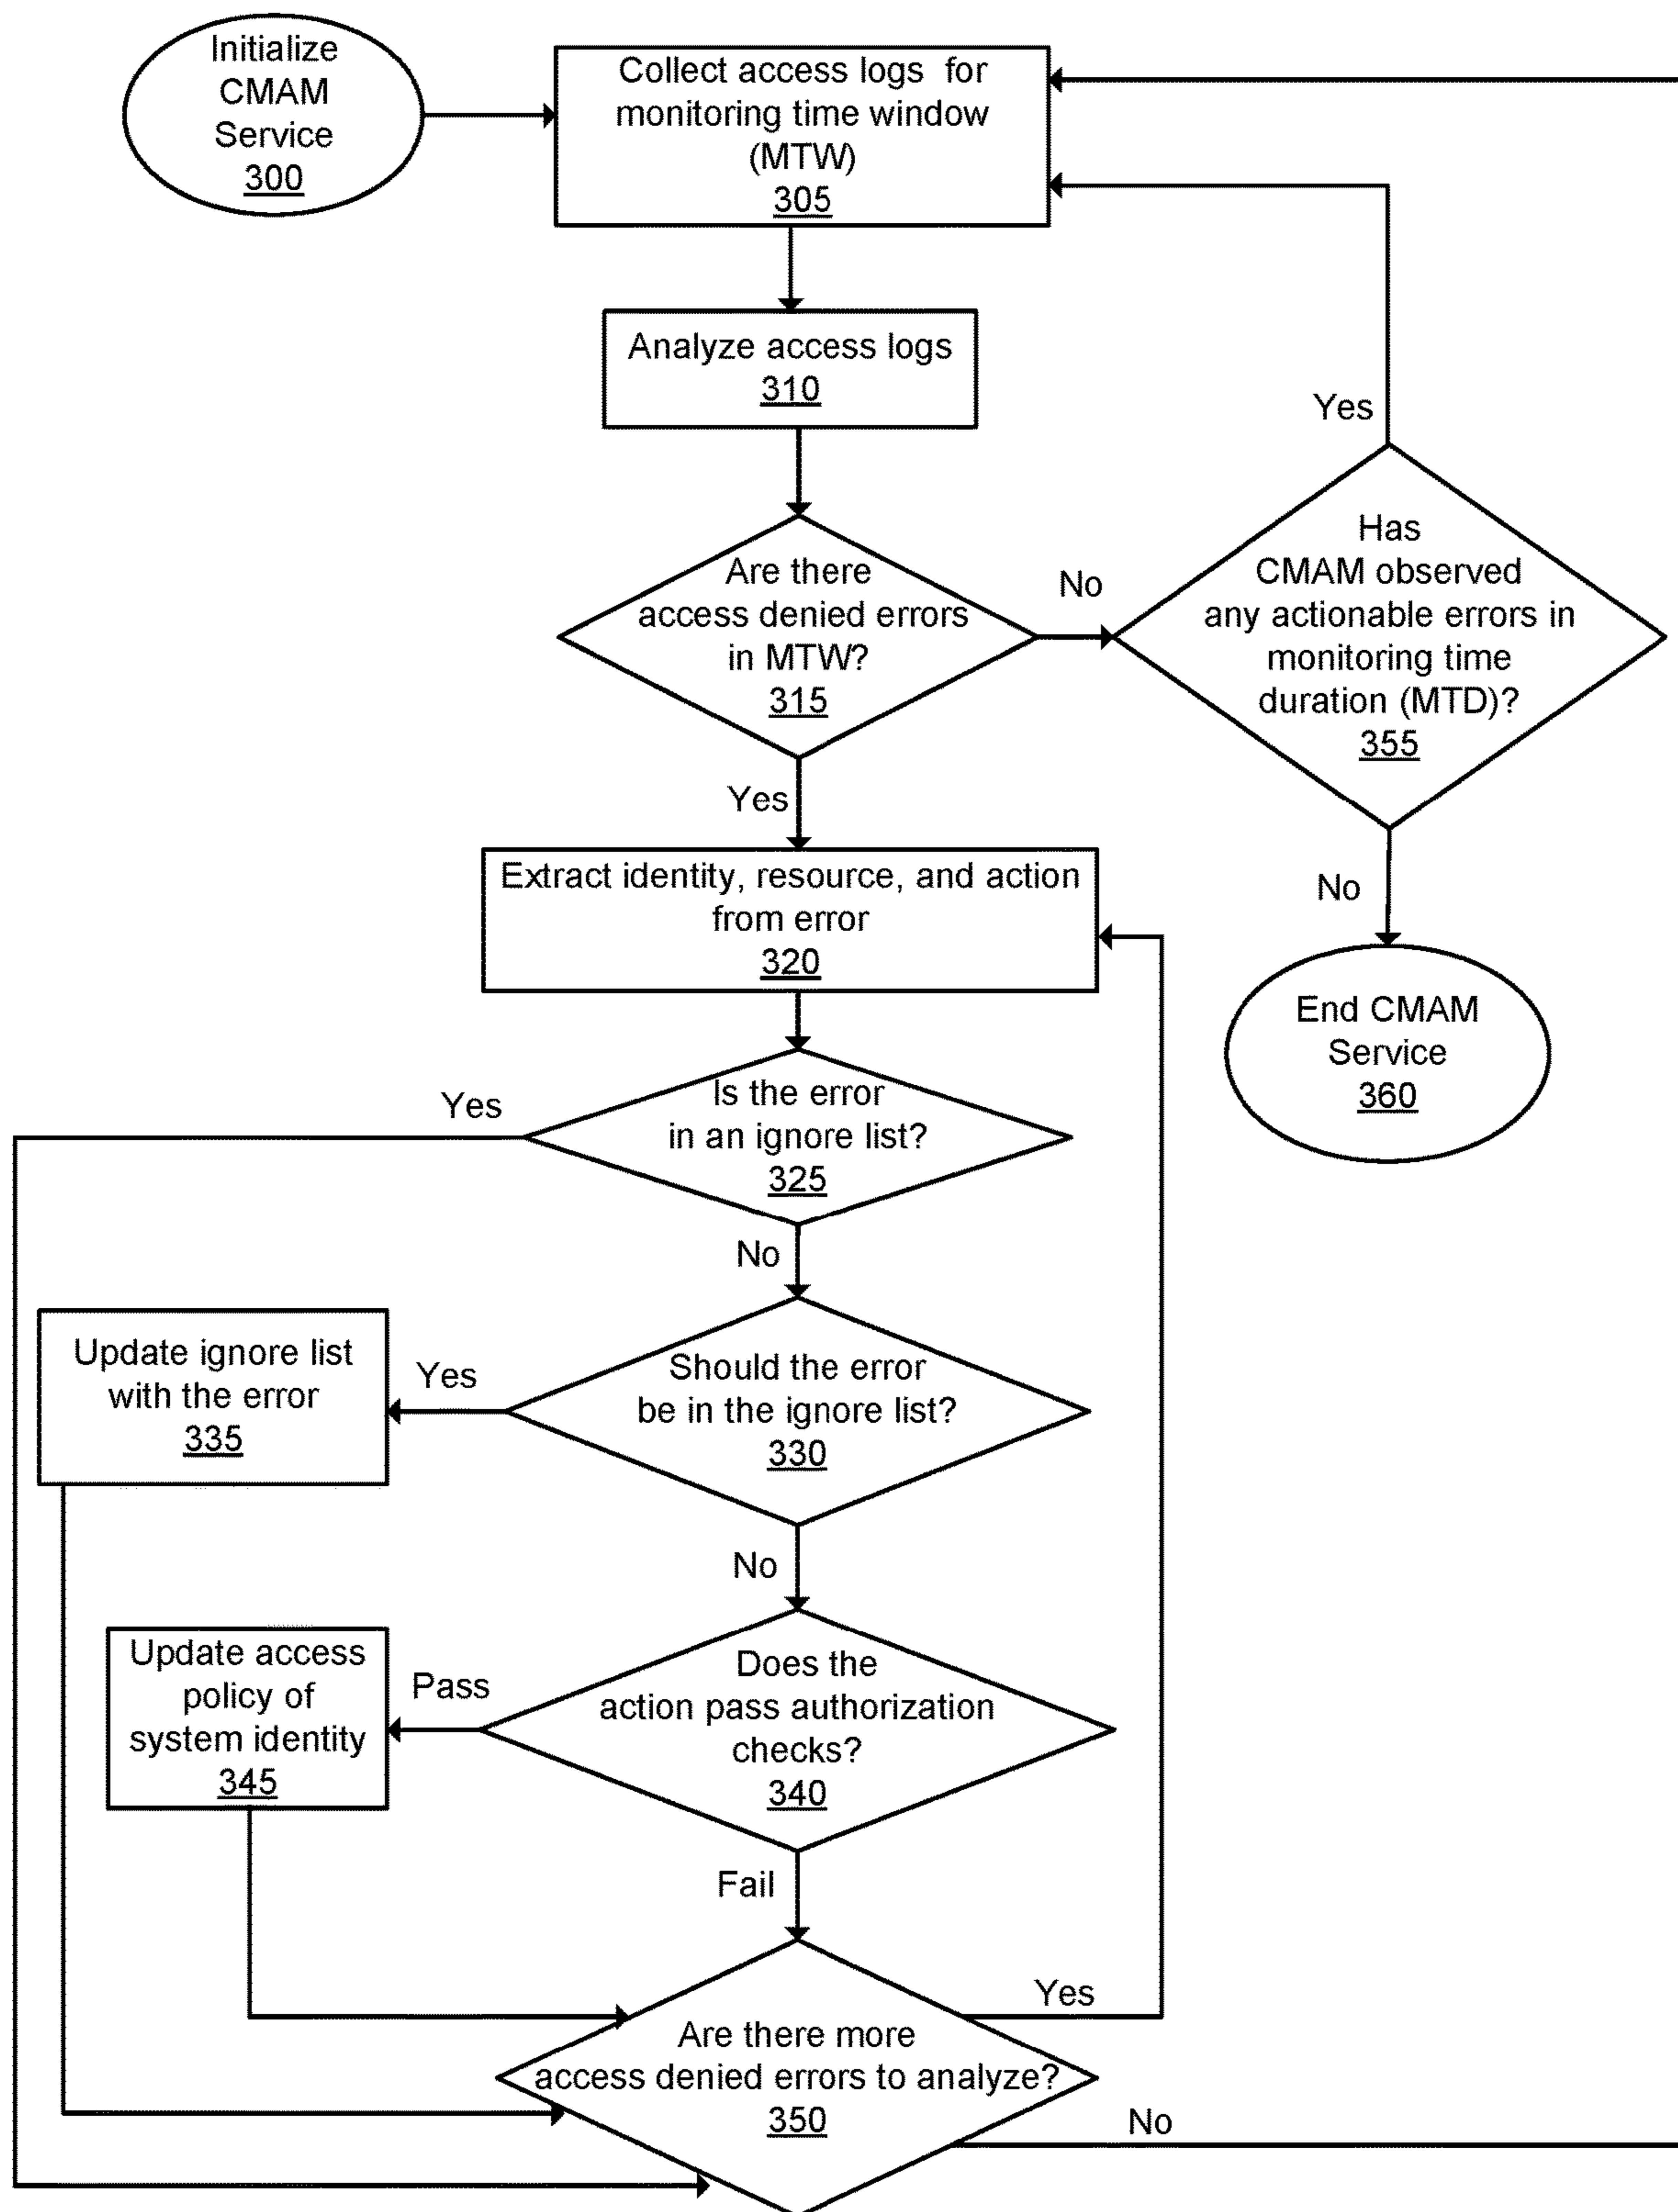 Initialize
CMAM
Service
300
Collect access logs for
monitoring time window
(MTW)
305
Analyze access logs
310
Yes
Are there
access denied errors
in MTW?
315
No
Has
CMAM observed
any actionable errors in
monitoring time
duration (MTD)?
355
Yes
Extract identity, resource, and action
from error
320
No
End CMAM
Service
360
Yes
Is the error
in an ignore list?
325
No
Update ignore list
with the error
335
Yes
Should the error
be in the ignore list?
330
No
Update access
policy of
system identity
345
Pass
Does the
action pass authorization
checks?
340
Fail
Yes
Are there more
access denied errors to analyze?
350
No